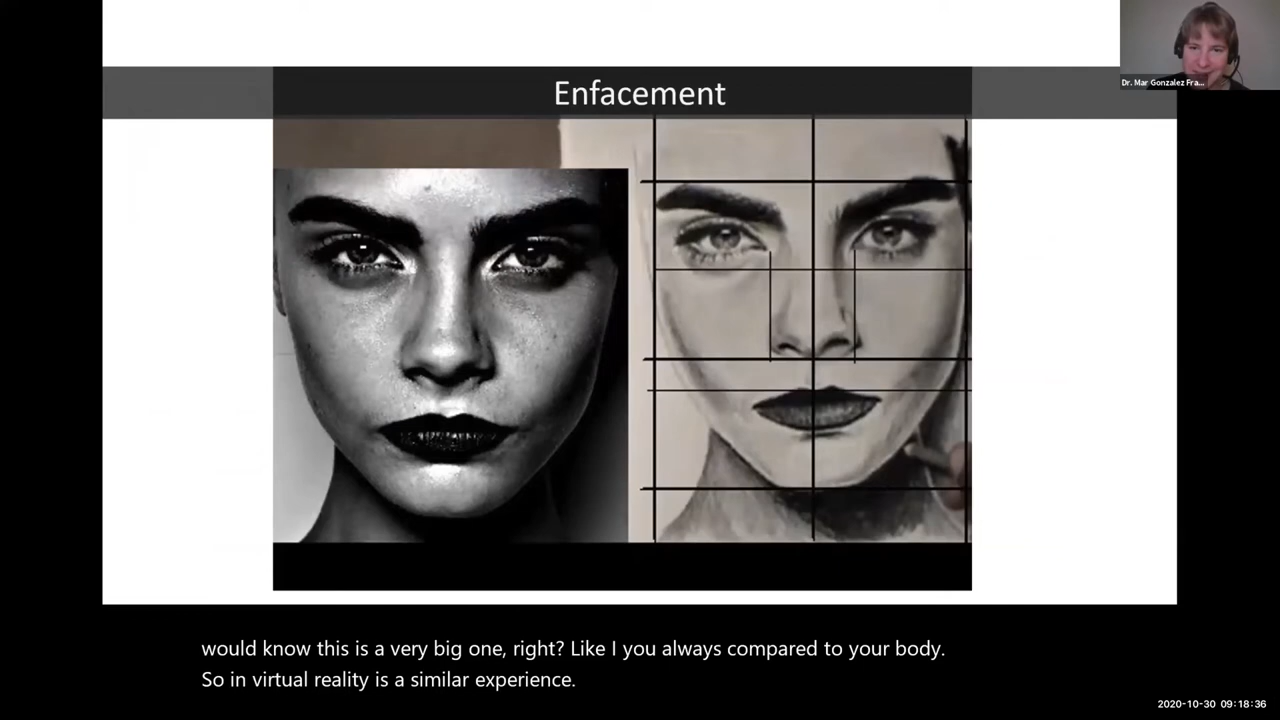 Enfacement
Dr. Mar Gonzalez Fra...
would know this is a very big one, right? Like I you always compared to your body.
So in virtual reality is a similar experience.
2020-10-30 09:18:36